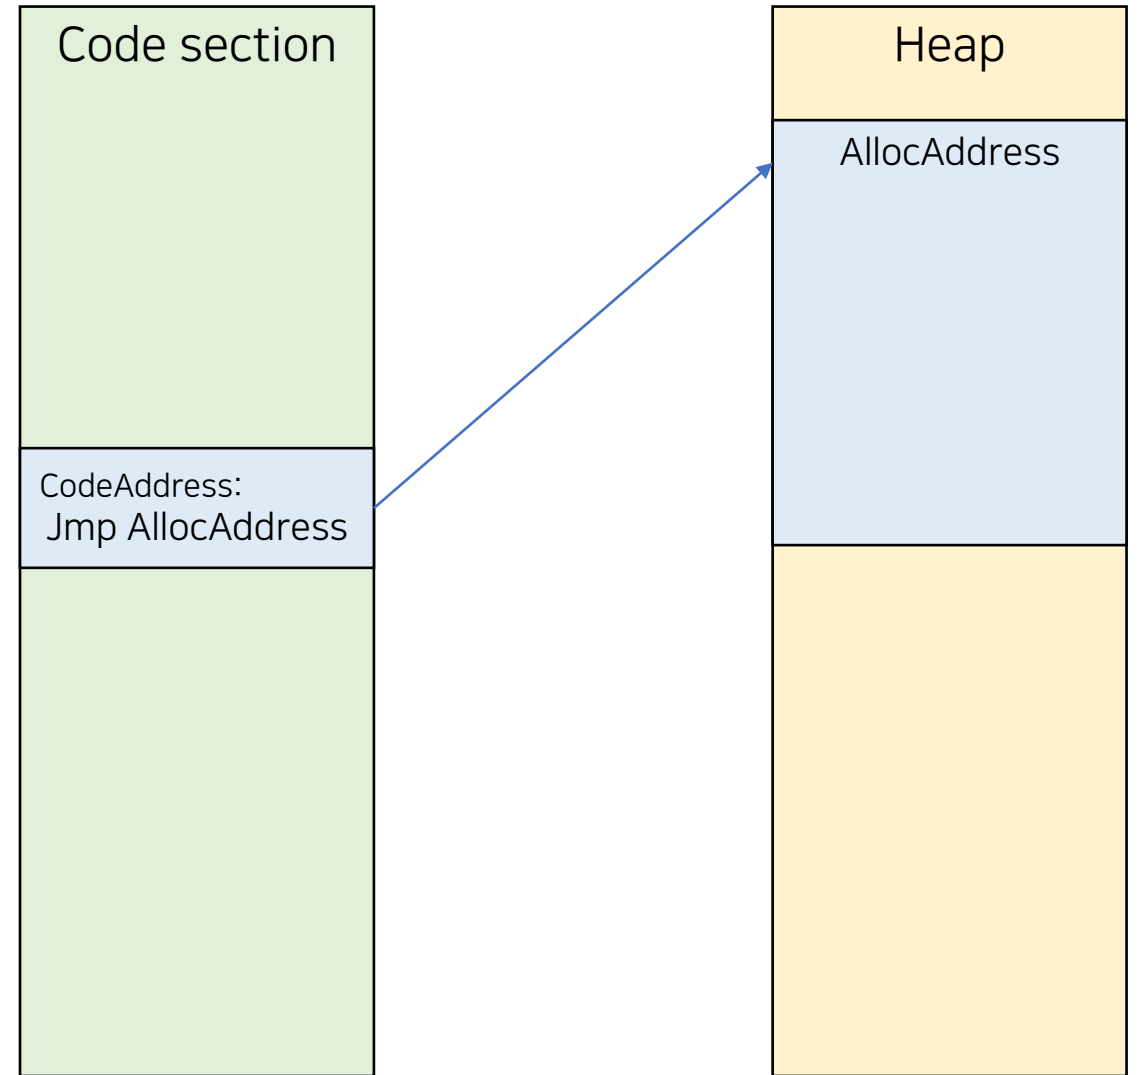 Code section
Heap
AllocAddress
CodeAddress:
Jmp AllocAddress